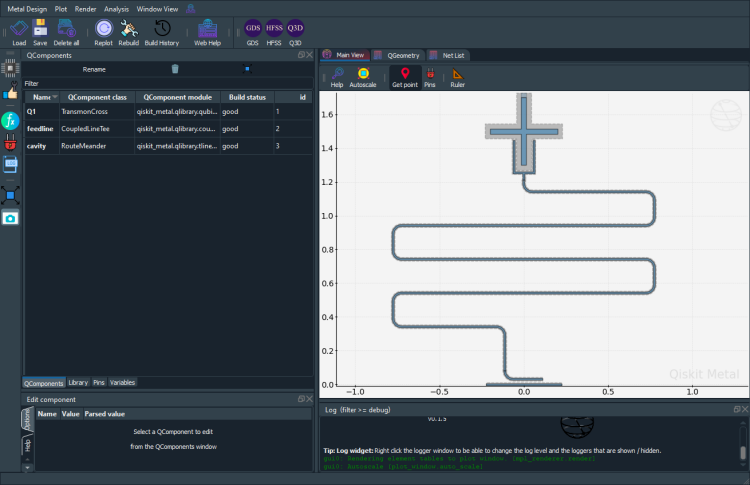 Metal Design Plot Render Analysis Window View
Load Save Delete all Replot Rebuild Build History Web Help GDS HFSS Q3D
GDS HFSS Q3D
QComponents
Rename
Filter
Name QComponent class QComponent module Build status id
Q1 TransmonCross qiskit_metal.qlibrary.qubi... good 1
feedline CoupledLineTee qiskit_metal.qlibrary.cou... good 2
cavity RouteMeander qiskit_metal.qlibrary.tline... good 3
QComponents Library Pins Variables
Edit component
Options
Help
Name Value Parsed value
Select a QComponent to edit
from the QComponents window
Main View QGeometry Net List
Help Autoscale Get point Pins Ruler
1.6
1.4
1.2
1.0
0.8
0.6
0.4
0.2
0.0
−1.0 −0.5 0.0 0.5 1.0
Qiskit Metal
Log (filter >= debug)
v0.1.5
Tip: Log widget: Right click the logger window to be able to change the log level and the loggers that are shown / hidden.
guid: Rendering element tables to plot window. [mpl_renderer.render]
guid: Autoscale [plot_window.auto_scale]